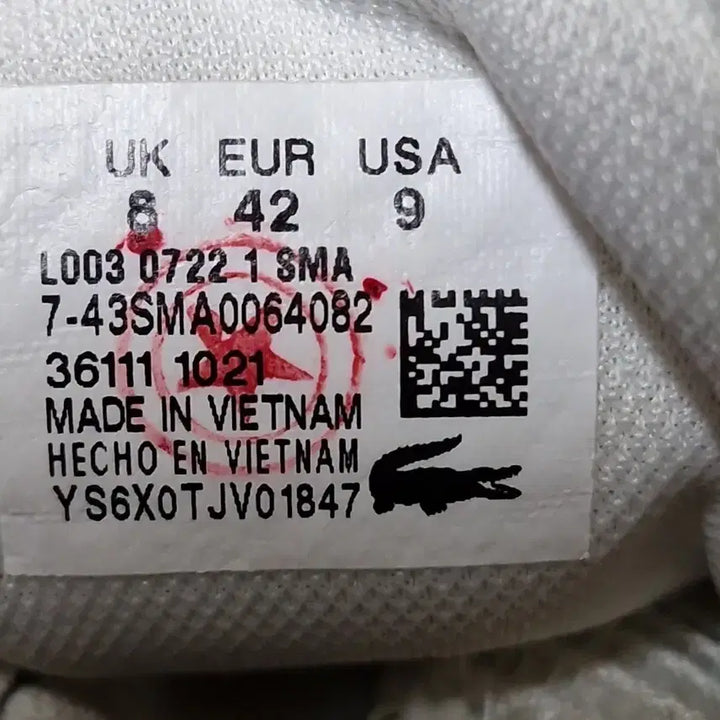 UK EUR USA
8 42 9
L003 0722 1 SMA
7-43SMA0064082
36111 1021
MADE IN VIETNAM
HECHO EN VIETNAM
YS6X0TJV01847